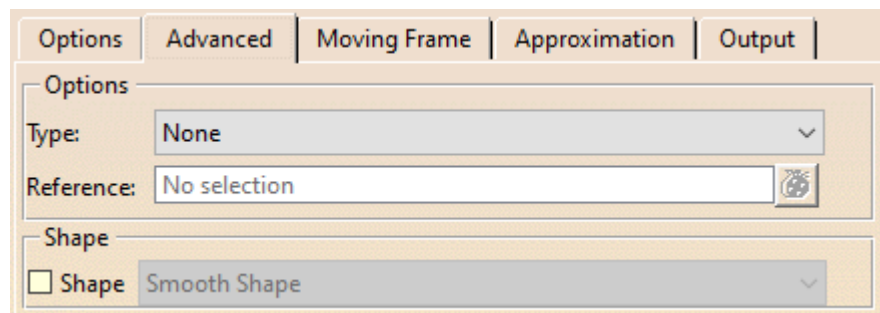 Options Advanced Moving Frame Approximation Output
Options
Type: None
Reference: No selection
Shape
Shape Smooth Shape